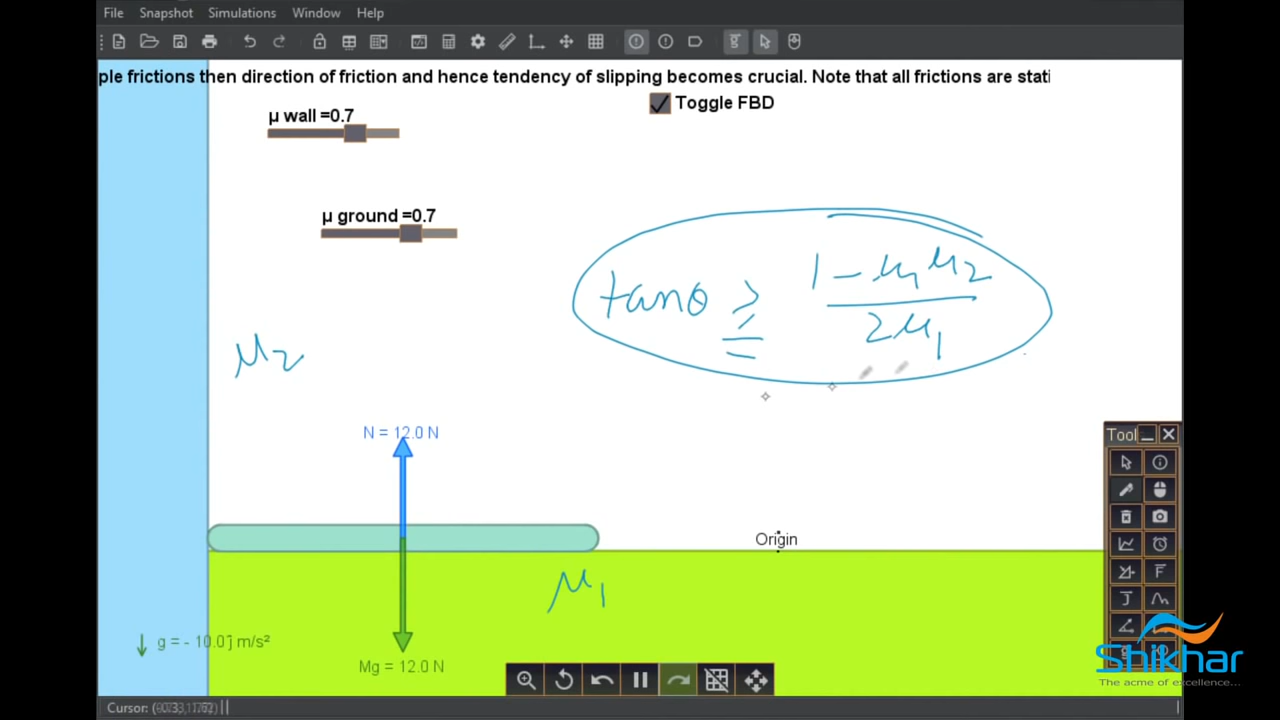 File Snapshot Simulations Window Help
ple frictions then direction of friction and hence tendency of slipping becomes crucial. Note that all frictions are stati
Toggle FBD
μ wall =0.7
μ ground =0.7
tanθ ≥ (1 - μ1 μ2) / 2μ1
μ2
N = 12.0 N
Tool
Origin
μ1
g = - 10.0 j m/s²
Mg = 12.0 N
Shikhar
The acme of excellence...
Cursor: